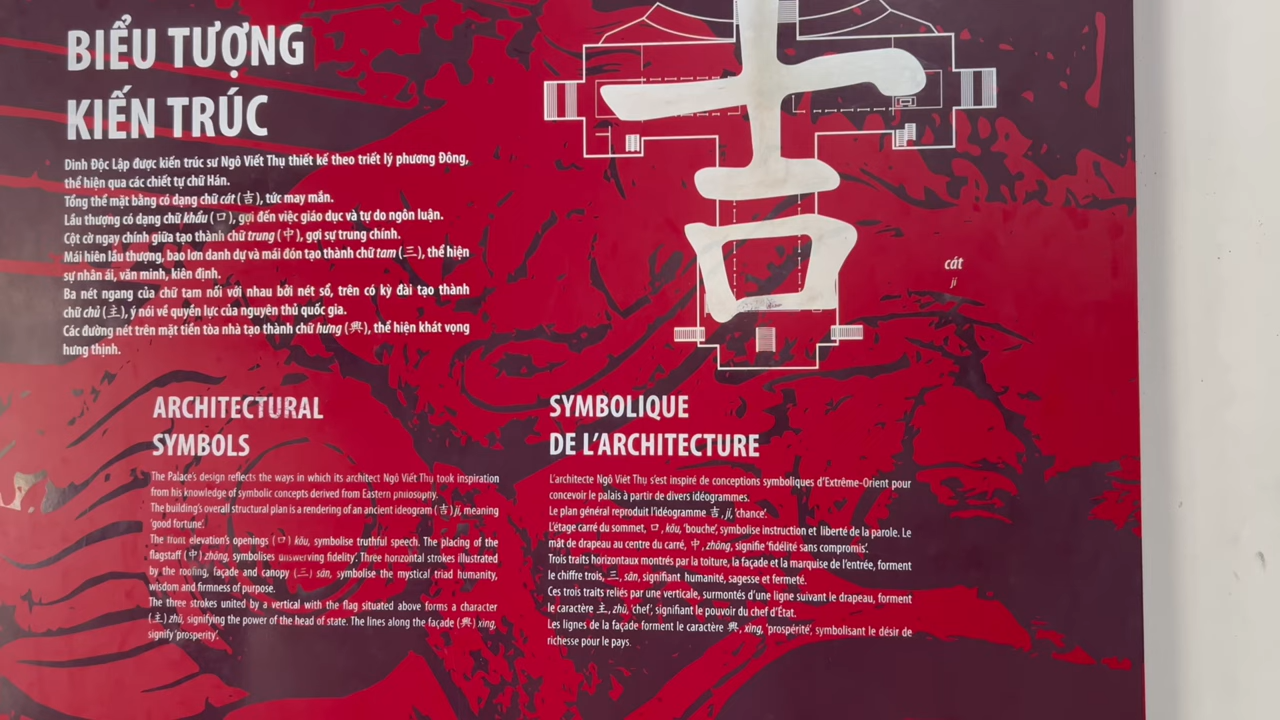 BIỂU TƯỢNG
KIẾN TRÚC
Dinh Độc Lập được kiến trúc sư Ngô Viết Thụ thiết kế theo triết lý phương Đông,
thể hiện qua các chiết tự chữ Hán.
Tổng thể mặt bằng có dạng chữ cát (吉), tức may mắn.
Lầu thượng có dạng chữ khẩu (口), gợi đến việc giáo dục và tự do ngôn luận.
Cột cờ ngay chính giữa tạo thành chữ trung (中), gợi sự trung chính.
Mái hiên lầu thượng, bao lơn danh dự và mái đón tạo thành chữ tam (三), thể hiện
sự nhân ái, văn minh, kiên định.
Ba nét ngang của chữ tam nối với nhau bởi nét sổ, trên có kỳ đài tạo thành
chữ chủ (主), ý nói về quyền lực của nguyên thủ quốc gia.
Các đường nét trên mặt tiền tòa nhà tạo thành chữ hưng (興), thể hiện khát vọng
hưng thịnh.
吉
cát
jí
ARCHITECTURAL
SYMBOLS
The Palace's design reflects the ways in which its architect Ngô Viết Thụ took inspiration
from his knowledge of symbolic concepts derived from Eastern philosophy.
The building's overall structural plan is a rendering of an ancient ideogram (吉) jí, meaning
'good fortune'.
The front elevation's openings (口) kôu, symbolise truthful speech. The placing of the
flagstaff (中) zhòng, symbolises unswerving fidelity'. Three horizontal strokes illustrated
by the roofing, façade and canopy (三) sân, symbolise the mystical triad humanity,
wisdom and firmness of purpose.
The three strokes united by a vertical with the flag situated above forms a character
(主) zhû, signifying the power of the head of state. The lines along the façade (興) xìng,
signify 'prosperity'.
SYMBOLIQUE
DE L'ARCHITECTURE
L'architecte Ngô Viêt Thụ s'est inspiré de conceptions symboliques d'Extrême-Orient pour
concevoir le palais à partir de divers idéogrammes.
Le plan général reproduit l'idéogramme 吉, jí, 'chance'.
L'étage carré du sommet, 口, kôu, 'bouche', symbolise instruction et liberté de la parole. Le
mât de drapeau au centre du carré, 中, zhòng, signifie 'fidélité sans compromis'.
Trois traits horizontaux montrés par la toiture, la façade et la marquise de l'entrée, forment
le chiffre trois, 三, sân, signifiant humanité, sagesse et fermeté.
Ces trois traits reliés par une verticale, surmontés d'une ligne suivant le drapeau, forment
le caractère 主, zhû, 'chef', signifiant le pouvoir du chef d'État.
Les lignes de la façade forment le caractère 興, xìng, 'prospérité', symbolisant le désir de
richesse pour le pays.